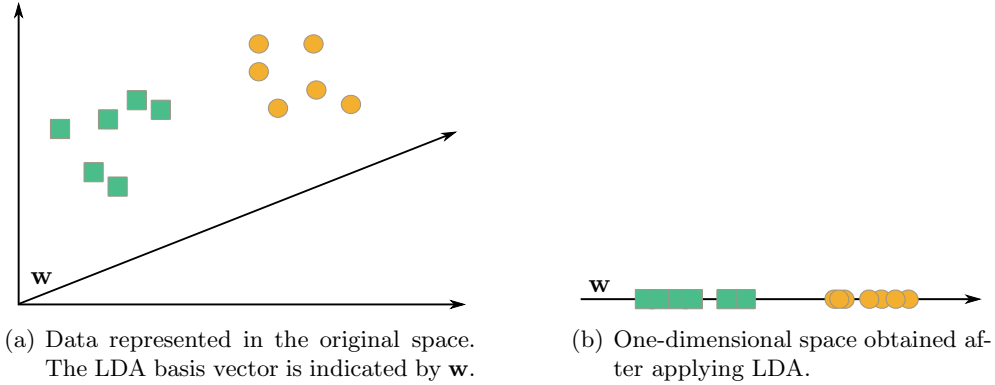 w
(a) Data represented in the original space.
The LDA basis vector is indicated by w.
w
(b) One-dimensional space obtained af-
ter applying LDA.